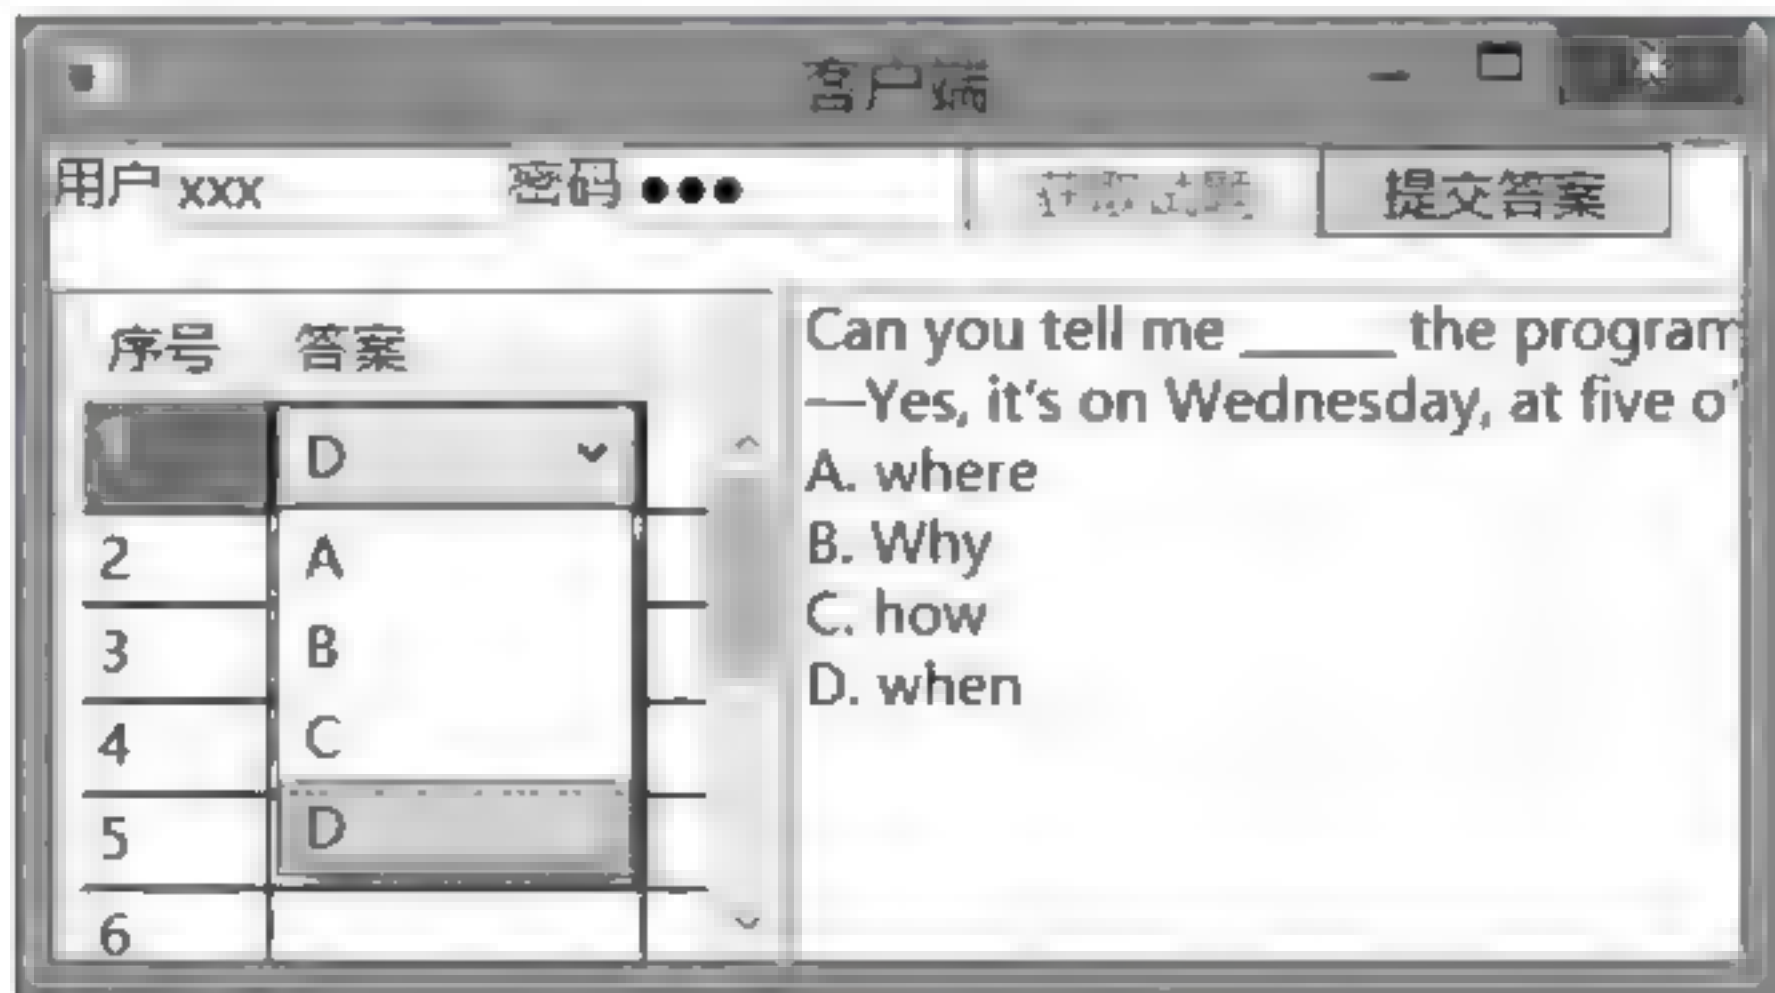 客户端
用户 xxx 密码 ●●● 提交答案
序号 答案
D
2 A
3 B
4 C
5 D
6
Can you tell me _____ the program
—Yes, it's on Wednesday, at five o'
A. where
B. Why
C. how
D. when